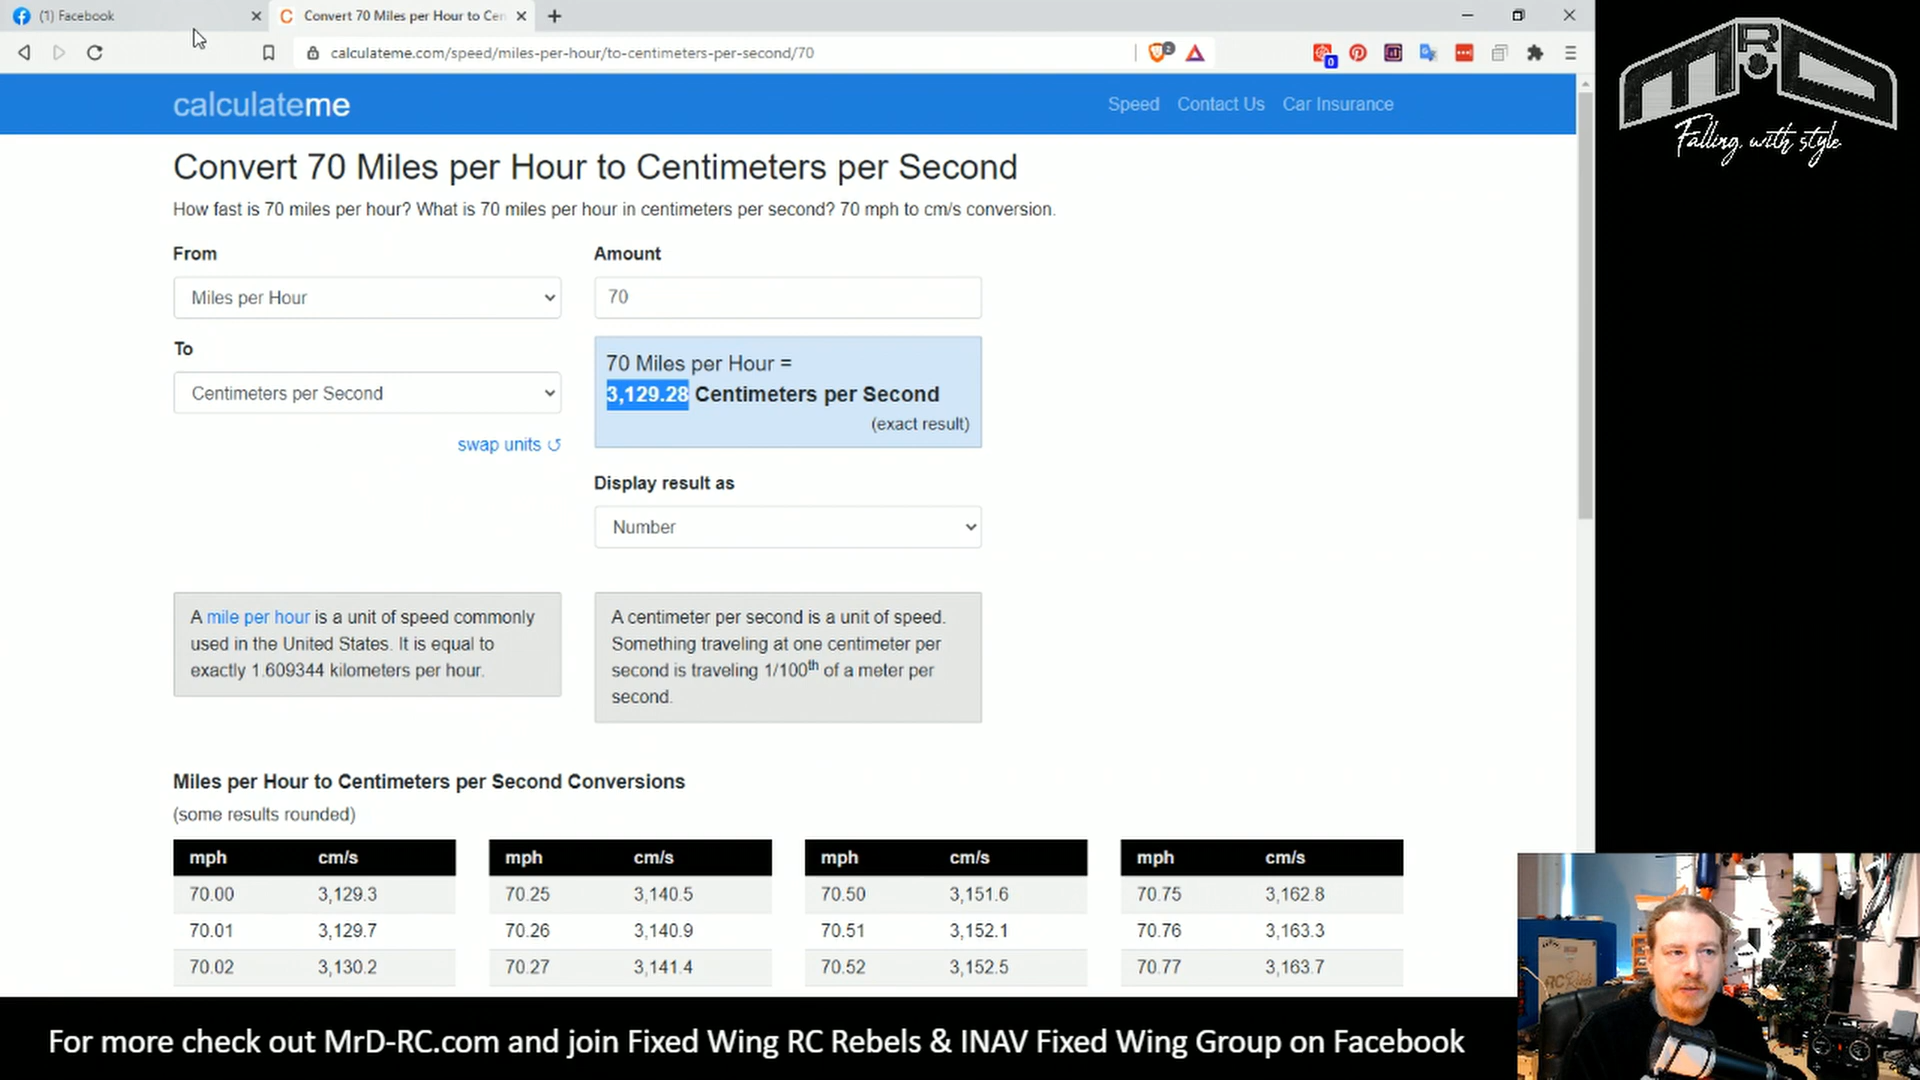 (1) Facebook
Convert 70 Miles per Hour to Cen
calculateme.com/speed/miles-per-hour/to-centimeters-per-second/70
2
0
MRD
Falling, with style
calculateme
Speed Contact Us Car Insurance
Convert 70 Miles per Hour to Centimeters per Second
How fast is 70 miles per hour? What is 70 miles per hour in centimeters per second? 70 mph to cm/s conversion.
From
Miles per Hour
Amount
70
To
Centimeters per Second
swap units
70 Miles per Hour =
3,129.28 Centimeters per Second
(exact result)
Display result as
Number
A mile per hour is a unit of speed commonly
used in the United States. It is equal to
exactly 1.609344 kilometers per hour.
A centimeter per second is a unit of speed.
Something traveling at one centimeter per
second is traveling 1/100th of a meter per
second.
Miles per Hour to Centimeters per Second Conversions
(some results rounded)
mph cm/s mph cm/s mph cm/s mph cm/s
70.00 3,129.3 70.25 3,140.5 70.50 3,151.6 70.75 3,162.8
70.01 3,129.7 70.26 3,140.9 70.51 3,152.1 70.76 3,163.3
70.02 3,130.2 70.27 3,141.4 70.52 3,152.5 70.77 3,163.7
For more check out MrD-RC.com and join Fixed Wing RC Rebels & INAV Fixed Wing Group on Facebook